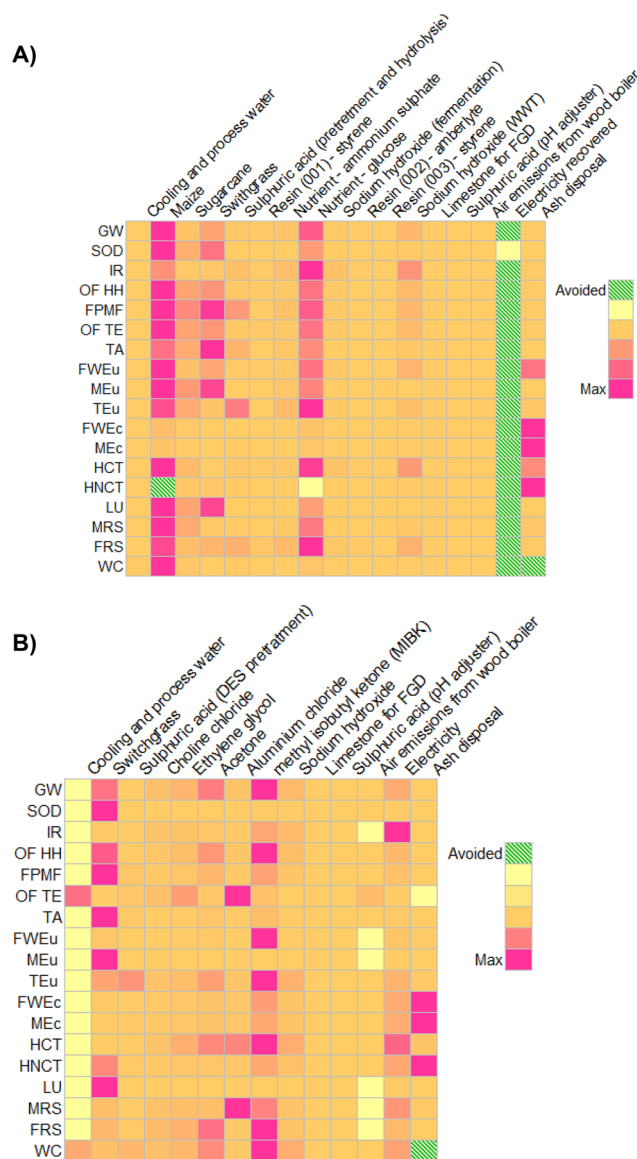 A)
Cooling and process water
Maize
Sugarcane
Switchgrass
Sulphuric acid (pretretment and hydrolysis)
Resin (001) - styrene
Nutrient - ammonium sulphate
Nutrient - glucose
Sodium hydroxide (fermentation)
Resin (002) - amberlyte
Resin (003) - styrene
Sodium hydroxide (WWT)
Limestone for FGD
Sulphuric acid (pH adjuster)
Air emissions from wood boiler
Electricity recovered
Ash disposal
GW
SOD
IR
OF HH
FPMF
OF TE
TA
FWEu
MEu
TEu
FWEc
MEc
HCT
HNCT
LU
MRS
FRS
WC
Avoided
Max
B)
Cooling and process water
Switchgrass
Sulphuric acid (DES pretreatment)
Choline chloride
Ethylene glycol
Acetone
Aluminium chloride
methyl isobutyl ketone (MIBK)
Sodium hydroxide
Limestone for FGD
Sulphuric acid (pH adjuster)
Air emissions from wood boiler
Electricity
Ash disposal
GW
SOD
IR
OF HH
FPMF
OF TE
TA
FWEu
MEu
TEu
FWEc
MEc
HCT
HNCT
LU
MRS
FRS
WC
Avoided
Max